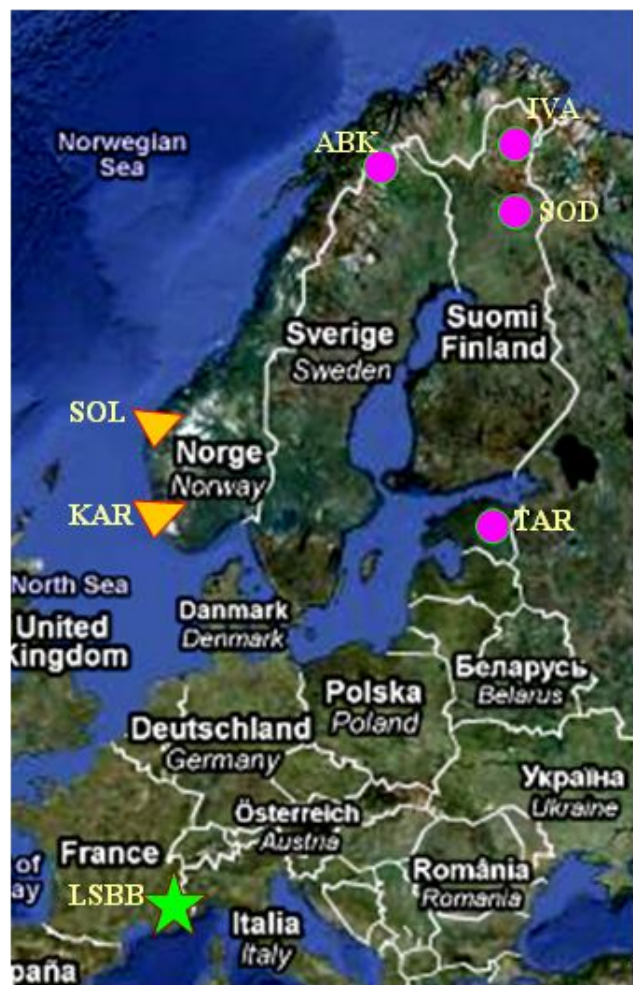 IVA
ABK
Norwegian
Sea
SOD
Sverige
Sweden
Suomi
Finland
SOL
Norge
Norway
KAR
TAR
North Sea
United
Kingdom
Danmark
Denmark
Беларусь
Belarus
Polska
Poland
Deutschland
Germany
Україна
Ukraine
Österreich
Austria
France
of
ay
România
Romania
LSBB
Italia
Italy
paña